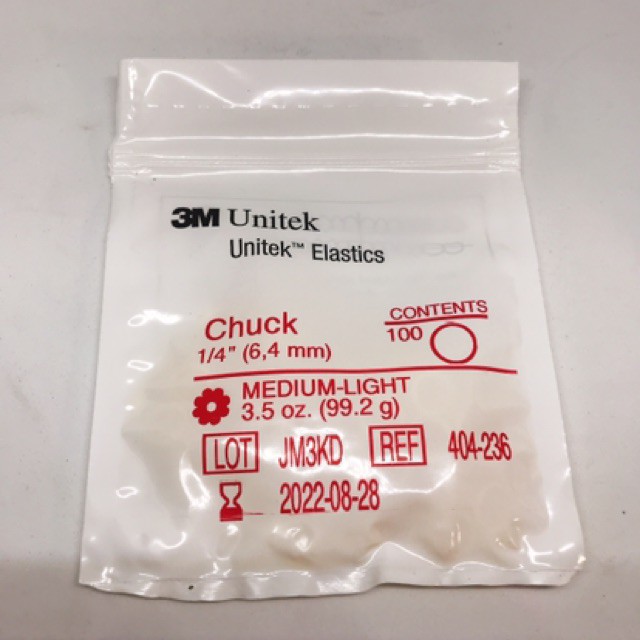 3M Unitek
Unitek™ Elastics
Chuck
1/4" (6,4 mm)
CONTENTS
100
MEDIUM-LIGHT
3.5 oz. (99.2 g)
LOT JM3KD REF 404-236
2022-08-28